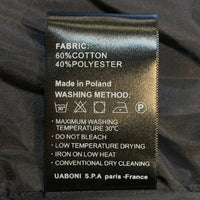 FABRIC:
60%COTTON
40%POLYESTER
Made in Poland
WASHING METHOD:
30°
P
• MAXIMUM WASHING
TEMPERATURE 30℃
• DO NOT BLEACH
• LOW TEMPERATURE DRYING
• IRON ON LOW HEAT
• CONVENTIONAL DRY CLEANING
UABONI S.P.A paris -France